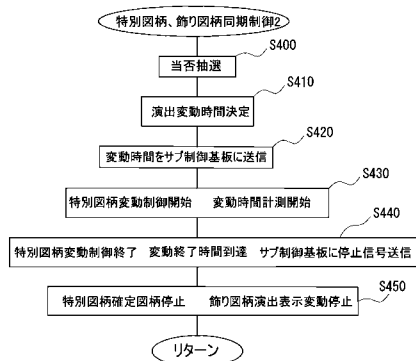 特別図柄、飾り図柄同期制御2
S400
当否抽選
S410
演出変動時間決定
S420
変動時間をサブ制御基板に送信
S430
特別図柄変動制御開始　変動時間計測開始
S440
特別図柄変動制御終了　変動終了時間到達　サブ制御基板に停止信号送信
特別図柄確定図柄停止　飾り図柄演出表示変動停止
S450
リターン